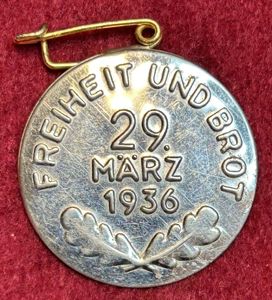 FREIHEIT UND BROT
29.
MÄRZ
1936